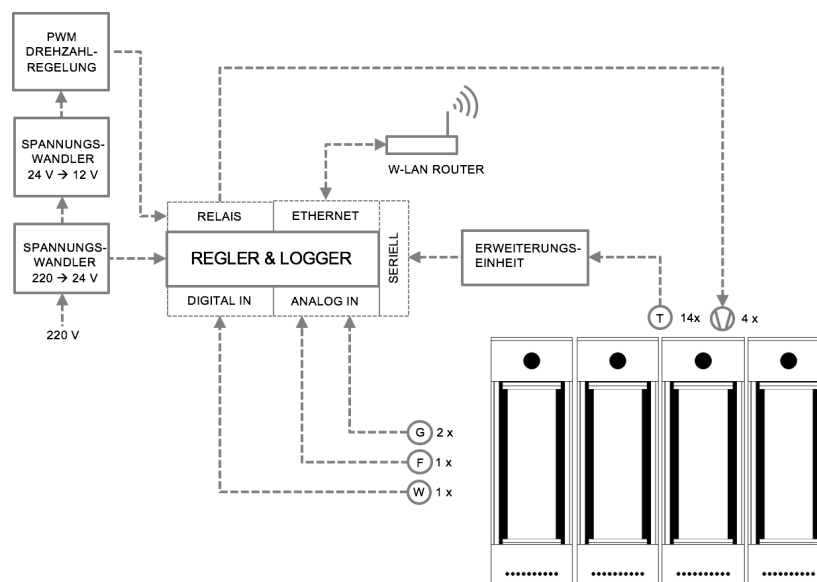 PWM
DREHZAHL-
REGELUNG
SPANNUNGS-
WANDLER
24 V → 12 V
SPANNUNGS-
WANDLER
220 → 24 V
220 V
W-LAN ROUTER
RELAIS
ETHERNET
SERIELL
REGLER & LOGGER
DIGITAL IN
ANALOG IN
ERWEITERUNGS-
EINHEIT
T 14x
4 x
G 2 x
F 1 x
W 1 x